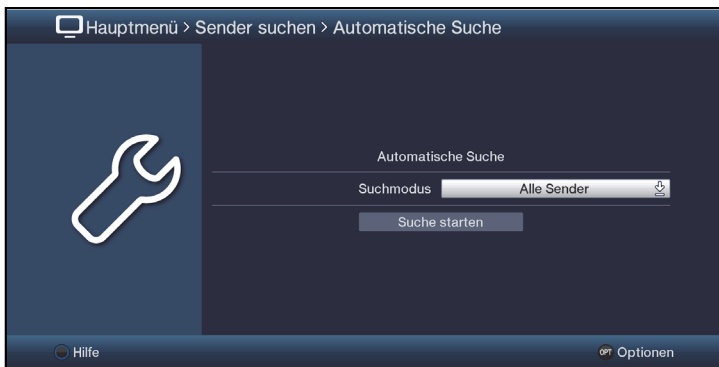 Hauptmenü > Sender suchen > Automatische Suche
Automatische Suche
Suchmodus Alle Sender
Suche starten
Hilfe OPT Optionen